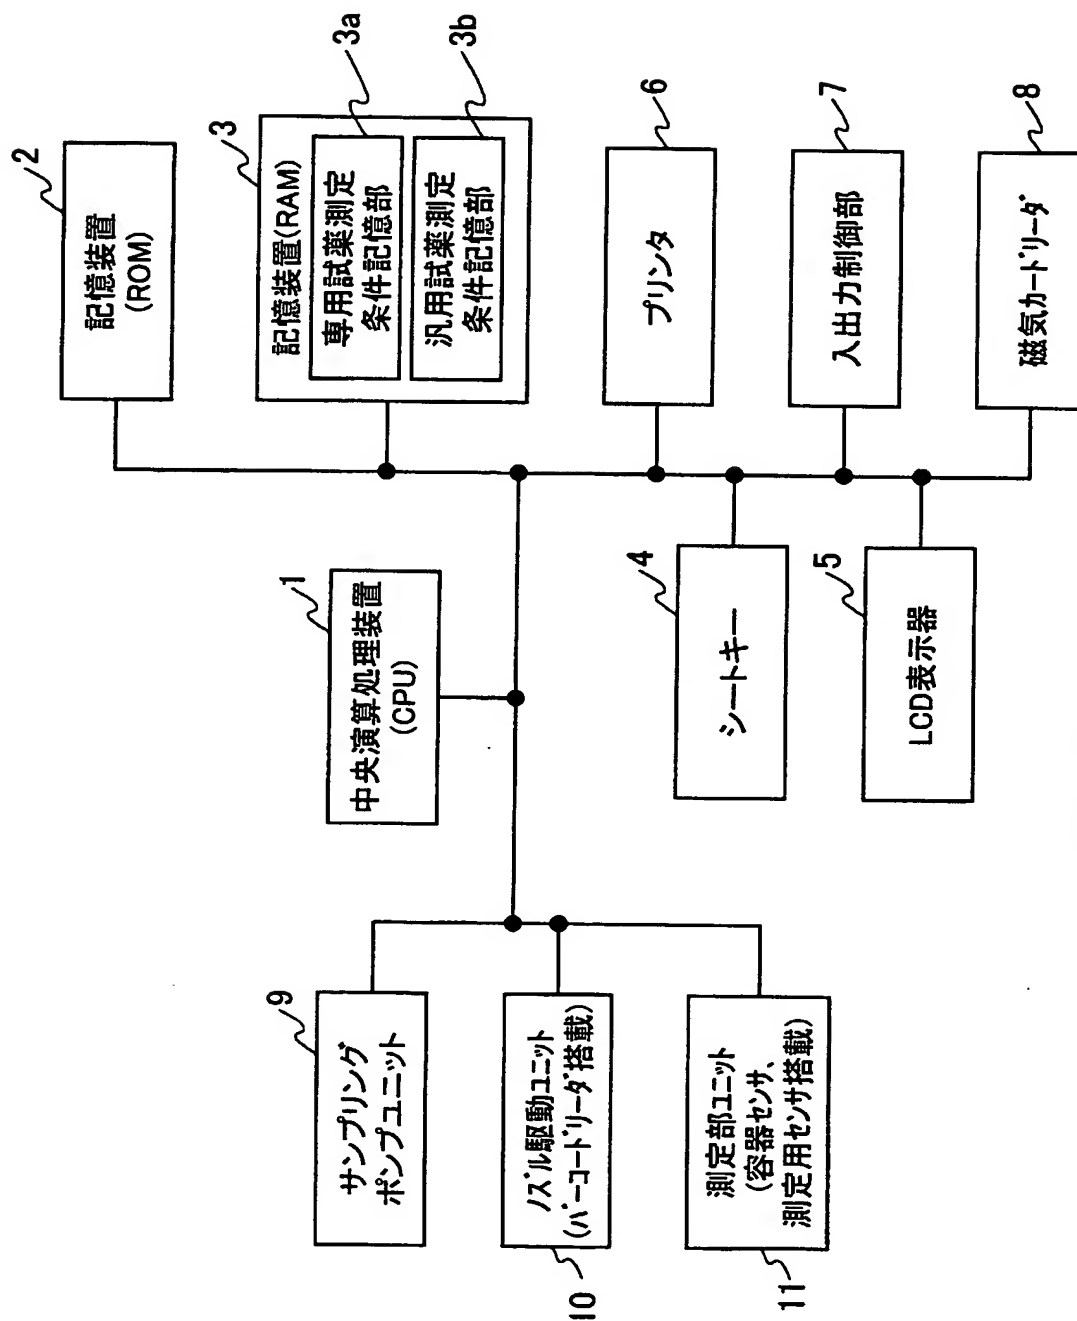 2
記憶装置
(ROM)
3
記憶装置(RAM)
3a
専用試薬測定
条件記憶部
3b
汎用試薬測定
条件記憶部
6
プリンタ
7
入出力制御部
8
磁気カードリーダ
1
中央演算処理装置
(CPU)
4
シートキー
5
LCD表示器
9
サンプリング
ポンプユニット
10
ノズル駆動ユニット
(バーコードリーダ搭載)
11
測定部ユニット
(容器センサ、
測定用センサ搭載)